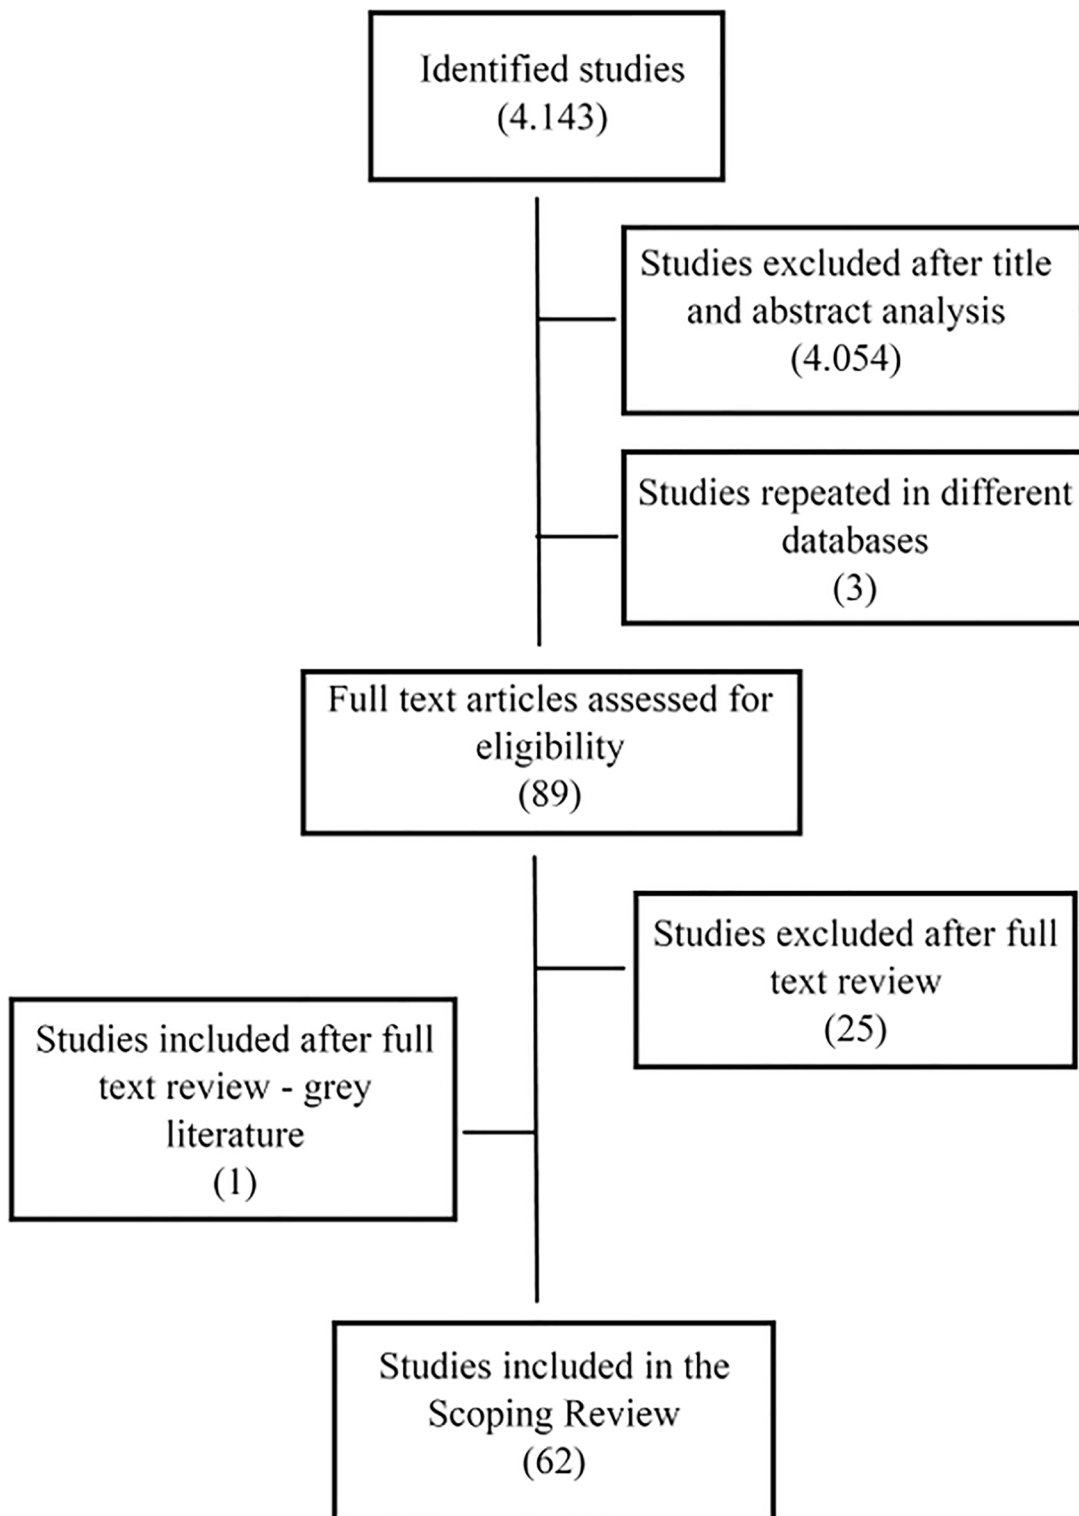 Identified studies
(4.143)
Studies excluded after title
and abstract analysis
(4.054)
Studies repeated in different
databases
(3)
Full text articles assessed for
eligibility
(89)
Studies excluded after full
text review
(25)
Studies included after full
text review - grey
literature
(1)
Studies included in the
Scoping Review
(62)